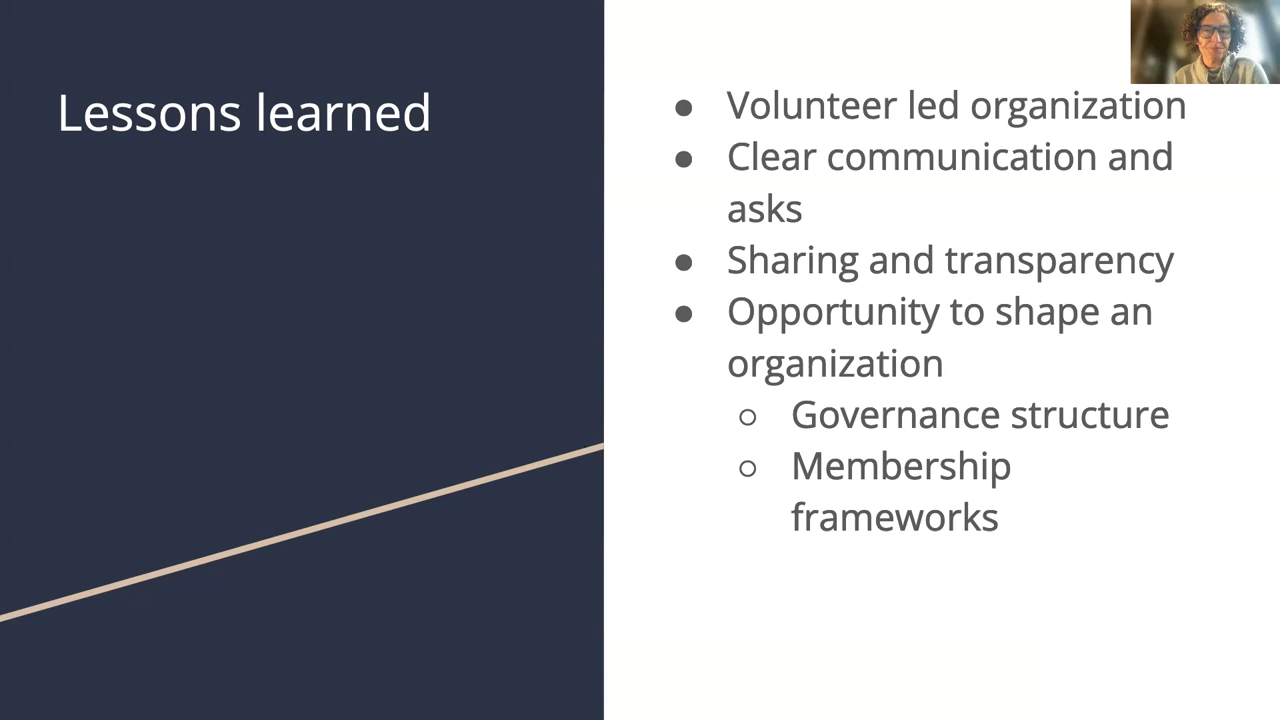 Lessons learned
● Volunteer led organization
● Clear communication and
asks
● Sharing and transparency
● Opportunity to shape an
organization
○ Governance structure
○ Membership
frameworks